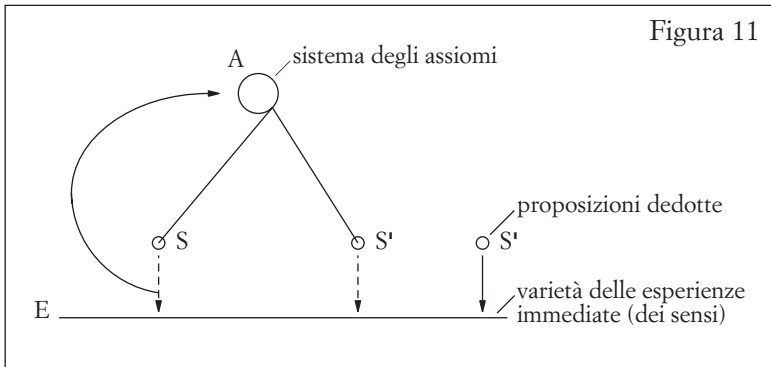 Figura 11
A
sistema degli assiomi
proposizioni dedotte
S
S'
S'
varietà delle esperienze
immediate (dei sensi)
E